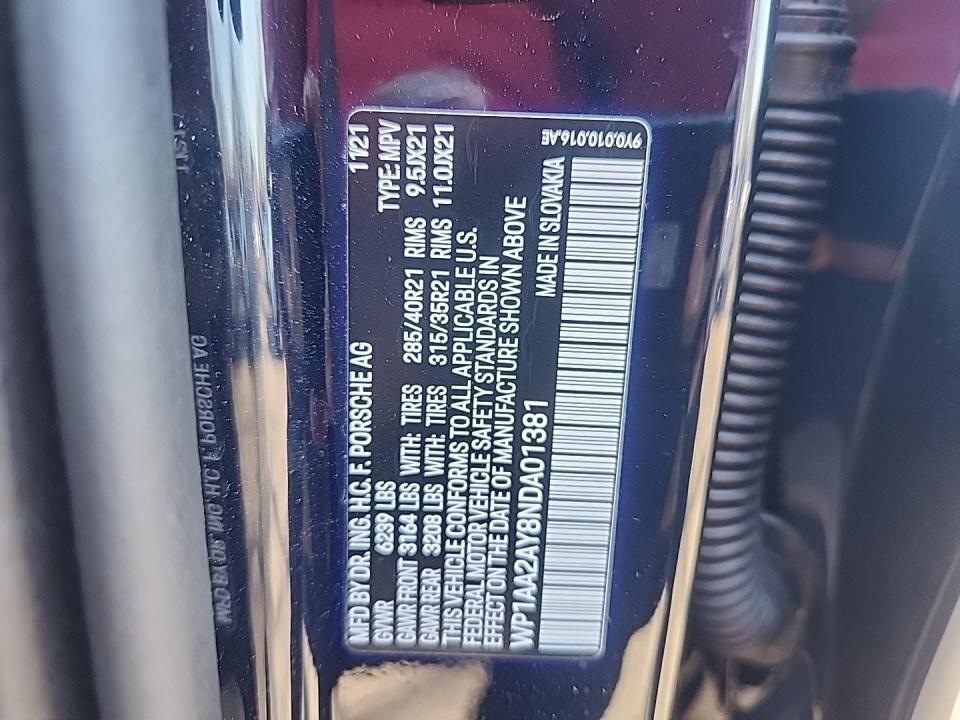 MFD BY DR. ING. H.C. F. PORSCHE AG 11/21
GVWR 6239 LBS TYPE: MPV
GAWR FRONT 3164 LBS WITH: TIRES 285/40R21 RIMS 9.5JX21
GAWR REAR 3208 LBS WITH: TIRES 315/35R21 RIMS 11.0JX21
THIS VEHICLE CONFORMS TO ALL APPLICABLE U.S.
FEDERAL MOTOR VEHICLE SAFETY STANDARDS IN
EFFECT ON THE DATE OF MANUFACTURE SHOWN ABOVE
WP1AA2AY8NDA01381 MADE IN SLOVAKIA
9Y0.010.016.AE